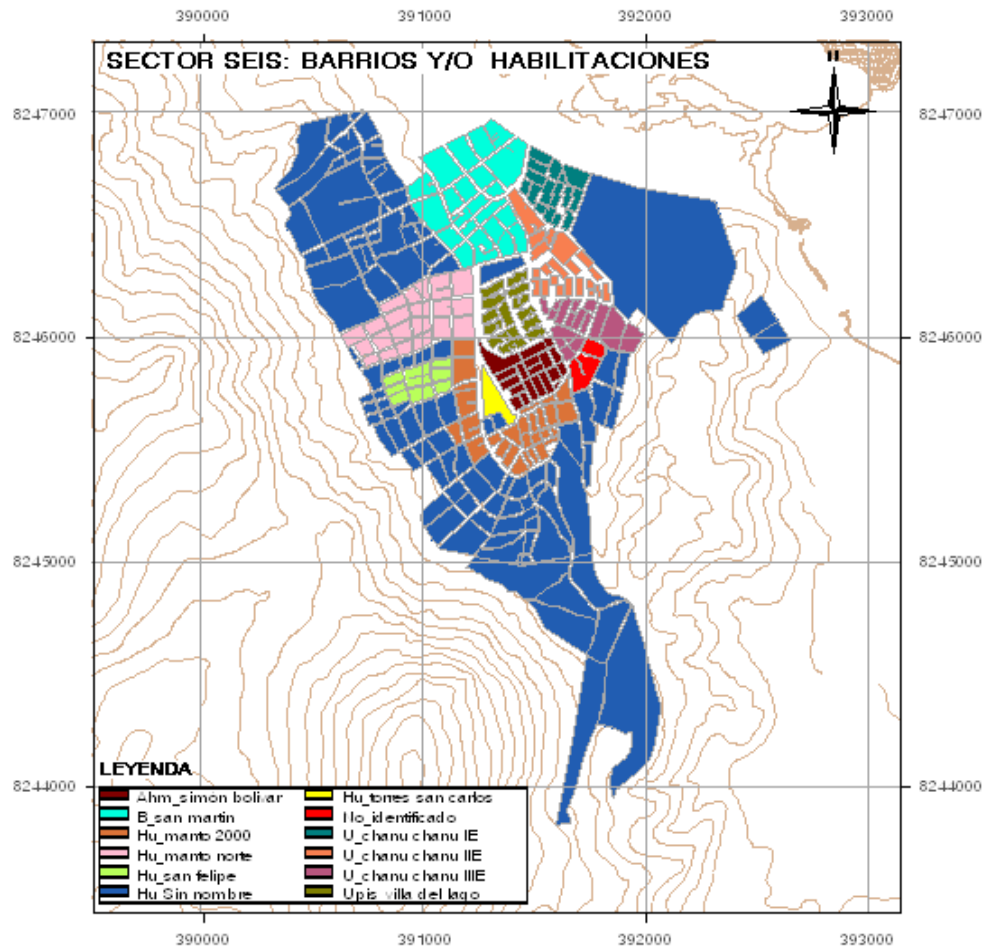 390000 391000 392000 393000
SECTOR SEIS: BARRIOS Y/O HABILITACIONES
N
8247000 8247000
8246000 8246000
8245000 8245000
8244000 8244000
LEYENDA
Ahm_simon bolivar
B_san martin
Hu_manto 2000
Hu_manto norte
Hu_san felipe
Hu Sin nombre
Hu_torres san carlos
No_identificado
U_chanu chanu IE
U_chanu chanu IIE
U_chanu chanu IIIE
Upis villa del lago
390000 391000 392000 393000